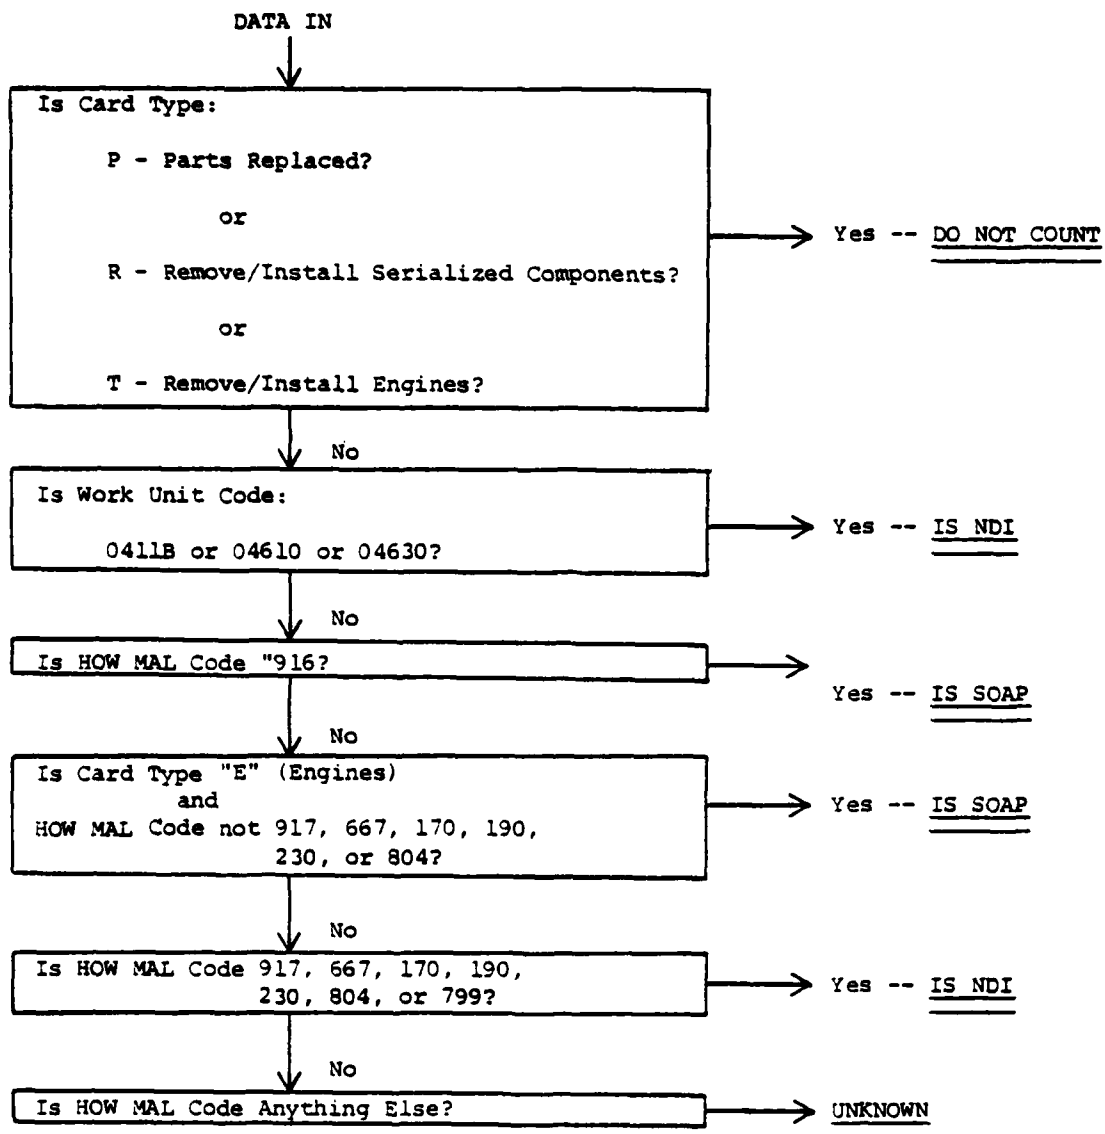 DATA IN
Is Card Type:
P - Parts Replaced?
or
R - Remove/Install Serialized Components?
or
T - Remove/Install Engines?
Yes -- DO NOT COUNT
No
Is Work Unit Code:
0411B or 04610 or 04630?
Yes -- IS NDI
No
Is HOW MAL Code "916?
Yes -- IS SOAP
No
Is Card Type "E" (Engines)
and
HOW MAL Code not 917, 667, 170, 190,
230, or 804?
Yes -- IS SOAP
No
Is HOW MAL Code 917, 667, 170, 190,
230, 804, or 799?
Yes -- IS NDI
No
Is HOW MAL Code Anything Else?
UNKNOWN